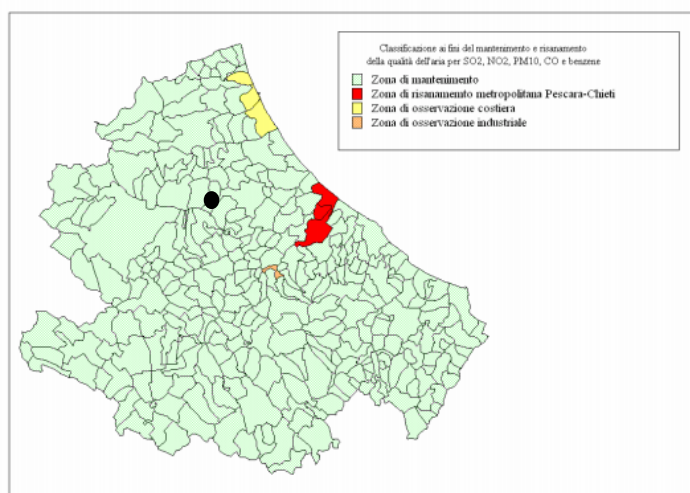 Classificazione ai fini del mantenimento e risanamento
della qualità dell'aria per SO2, NO2, PM10, CO e benzene
Zona di mantenimento
Zona di risanamemto metropolitana Pescara-Chieti
Zona di osservazione costiera
Zona di osservazione industriale